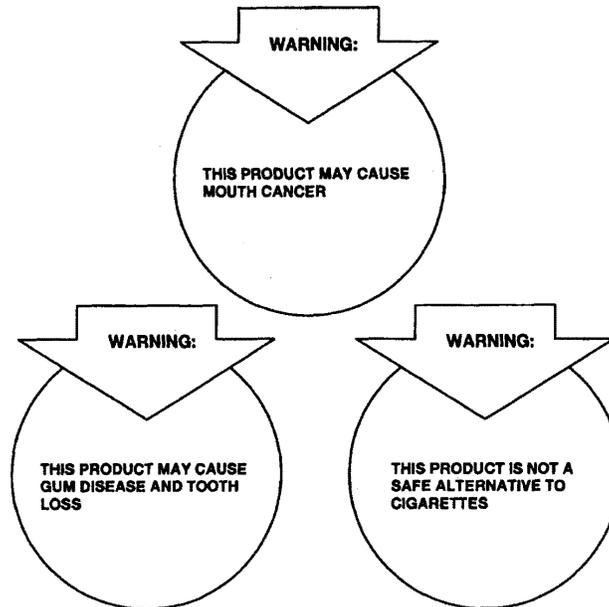 WARNING:
THIS PRODUCT MAY CAUSE
MOUTH CANCER
WARNING:
THIS PRODUCT MAY CAUSE
GUM DISEASE AND TOOTH
LOSS
WARNING:
THIS PRODUCT IS NOT A
SAFE ALTERNATIVE TO
CIGARETTES